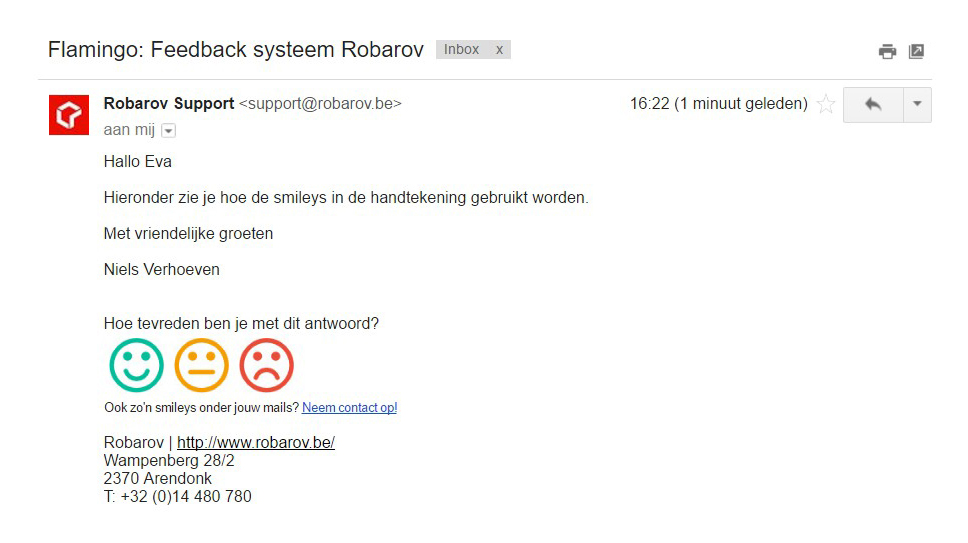 Flamingo: Feedback systeem Robarov Inbox x
Robarov Support <support@robarov.be> 16:22 (1 minuut geleden)
aan mij
Hallo Eva
Hieronder zie je hoe de smileys in de handtekening gebruikt worden.
Met vriendelijke groeten
Niels Verhoeven
Hoe tevreden ben je met dit antwoord?
Ook zo'n smileys onder jouw mails? Neem contact op!
Robarov | http://www.robarov.be/
Wampenberg 28/2
2370 Arendonk
T: +32 (0)14 480 780